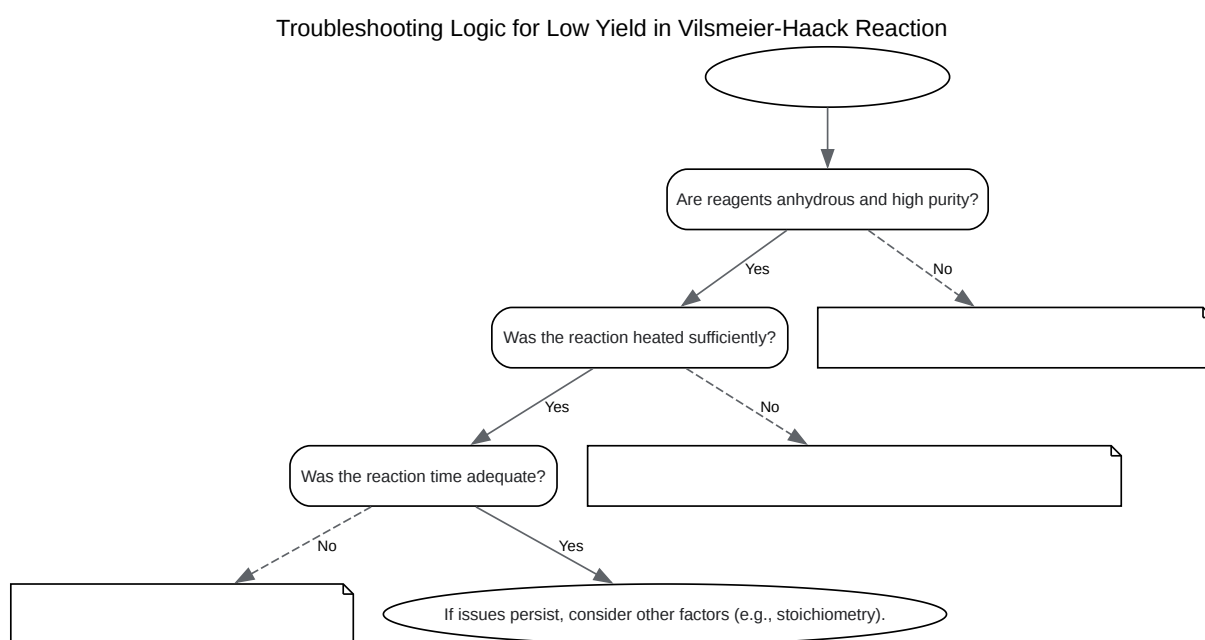 Troubleshooting Logic for Low Yield in Vilsmeier-Haack Reaction
Are reagents anhydrous and high purity?
Yes
No
Was the reaction heated sufficiently?
Yes
No
Was the reaction time adequate?
No
Yes
If issues persist, consider other factors (e.g., stoichiometry).